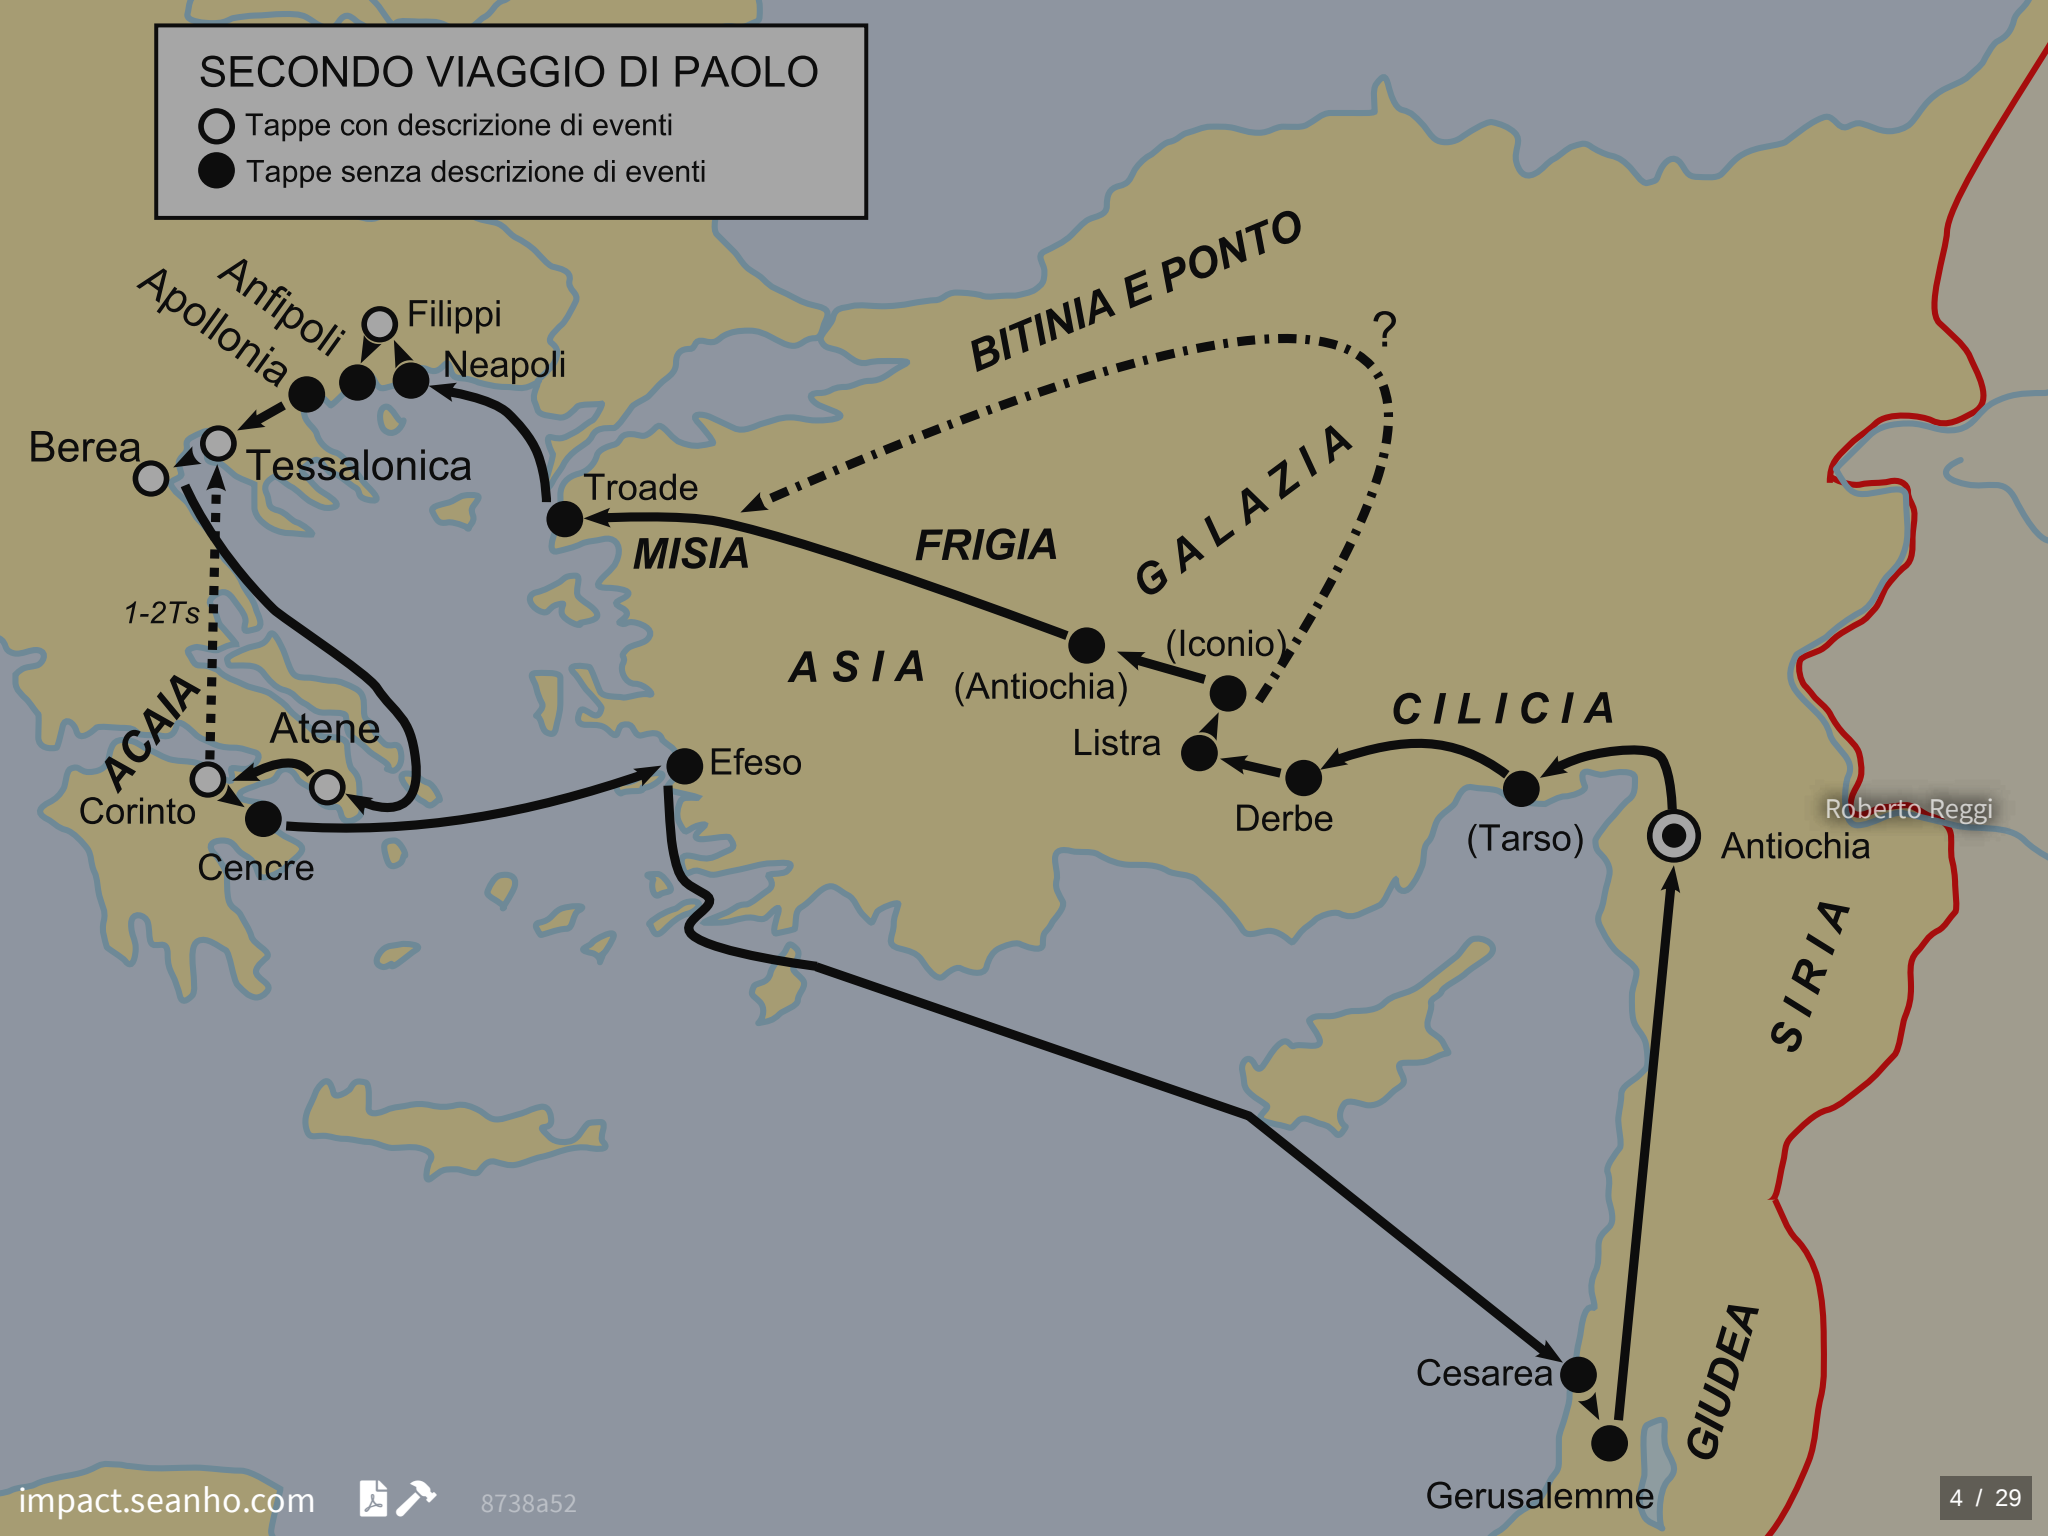 SECONDO VIAGGIO DI PAOLO
Tappe con descrizione di eventi
Tappe senza descrizione di eventi
BITINIA E PONTO
?
Anfipoli
Apollonia
Filippi
Neapoli
Berea
Tessalonica
Troade
MISIA
FRIGIA
GALAZIA
1-2Ts
ASIA
(Iconio)
(Antiochia)
CILICIA
ACAIA
Atene
Listra
Efeso
Corinto
Derbe
(Tarso)
Roberto Reggi
Antiochia
Cencre
SIRIA
Cesarea
GIUDEA
Gerusalemme
impact.seanho.com
8738a52
4 / 29